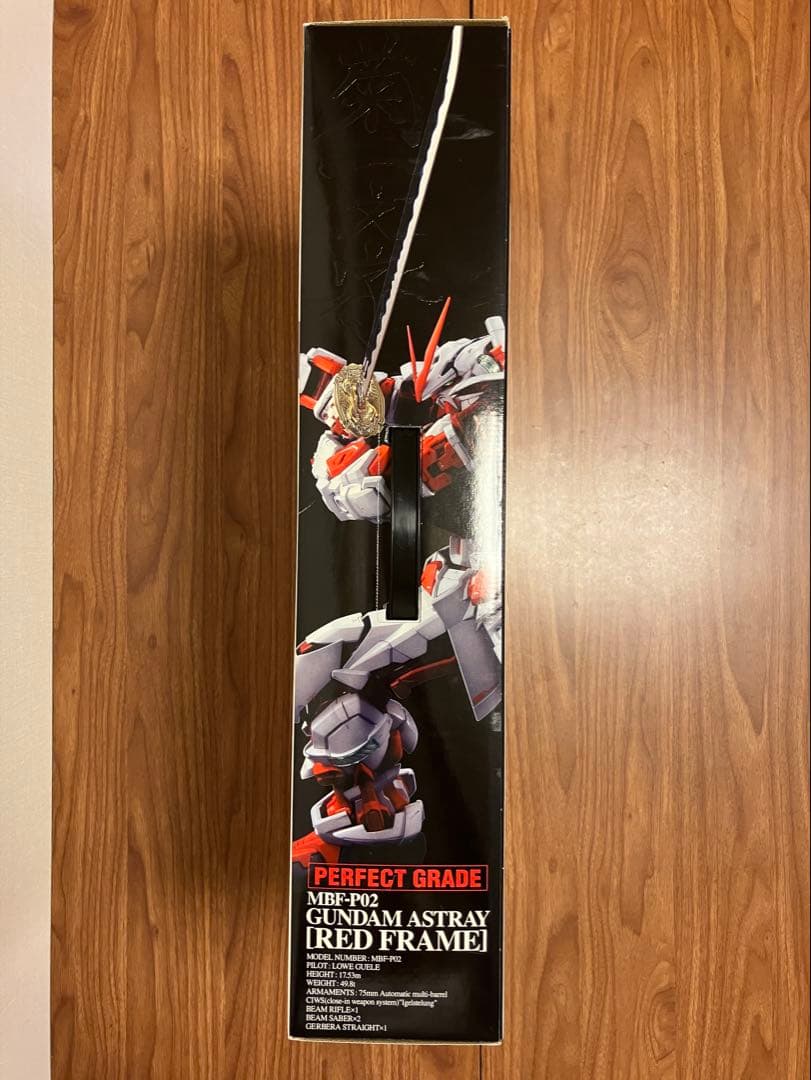 PERFECT GRADE
MBF-P02
GUNDAM ASTRAY
[RED FRAME]
MODEL NUMBER : MBF-P02
PILOT : LOWE GUELE
HEIGHT : 17.53m
WEIGHT : 49.8t
ARMAMENTS : 75mm Automatic multi-barrel
CIWS(close-in weapon system)"Igelstelung"
BEAM RIFLE×1
BEAM SABER×2
GERBERA STRAIGHT×1